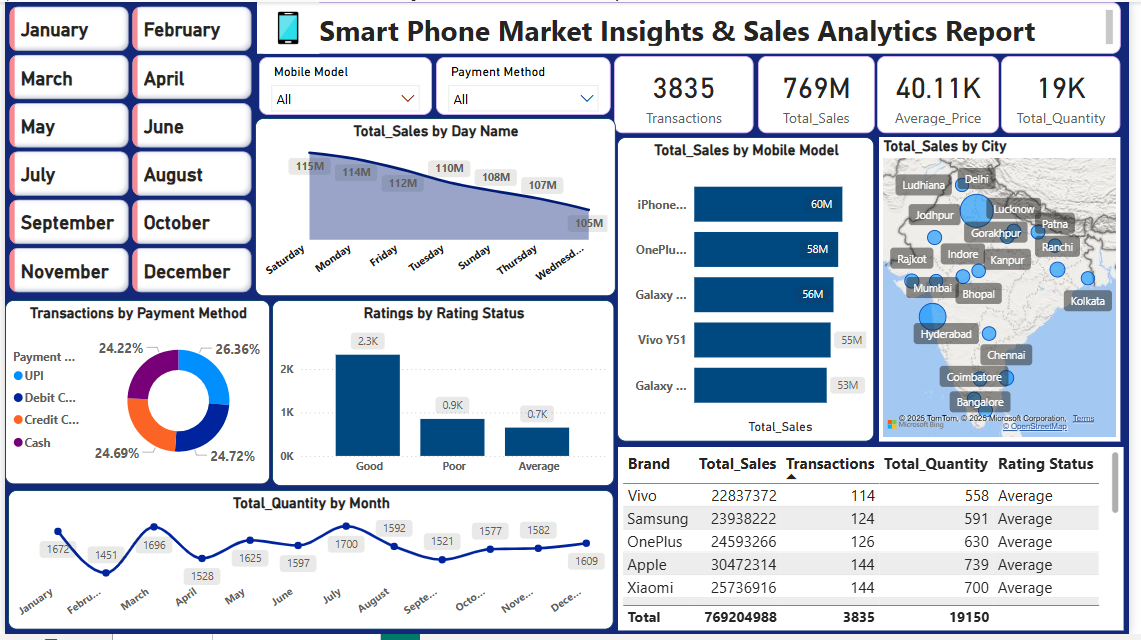 January
February
March
April
May
June
July
August
September
October
November
December
Smart Phone Market Insights & Sales Analytics Report
Mobile Model
All
Payment Method
All
3835
Transactions
769M
Total_Sales
40.11K
Average_Price
19K
Total_Quantity
Total_Sales by Day Name
115M
114M
112M
110M
108M
107M
105M
Saturday
Monday
Friday
Tuesday
Sunday
Thursday
Wednesd...
Total_Sales by Mobile Model
iPhone...
60M
OnePlu...
58M
Galaxy ...
56M
Vivo Y51
55M
Galaxy ...
53M
Total_Sales
Total_Sales by City
Ludhiana
Delhi
Jodhpur
Lucknow
Gorakhpur
Patna
Ranchi
Rajkot
Indore
Kanpur
Mumbai
Bhopal
Kolkata
Hyderabad
Chennai
Coimbatore
Bangalore
© 2025 TomTom, © 2025 Microsoft Corporation, Terms
Microsoft Bing
© OpenStreetMap
Transactions by Payment Method
Payment ...
UPI
Debit C...
Credit C...
Cash
24.22%
26.36%
24.69%
24.72%
Ratings by Rating Status
2K
1K
0K
2.3K
0.9K
0.7K
Good
Poor
Average
Total_Quantity by Month
1672
1451
1696
1528
1625
1597
1700
1592
1521
1577
1582
1609
January
Febru...
March
April
May
June
July
August
Septe...
Octo...
Nove...
Dece...
Brand Total_Sales Transactions Total_Quantity Rating Status
Vivo 22837372 114 558 Average
Samsung 23938222 124 591 Average
OnePlus 24593266 126 630 Average
Apple 30472314 144 739 Average
Xiaomi 25736916 144 700 Average
Total 769204988 3835 19150